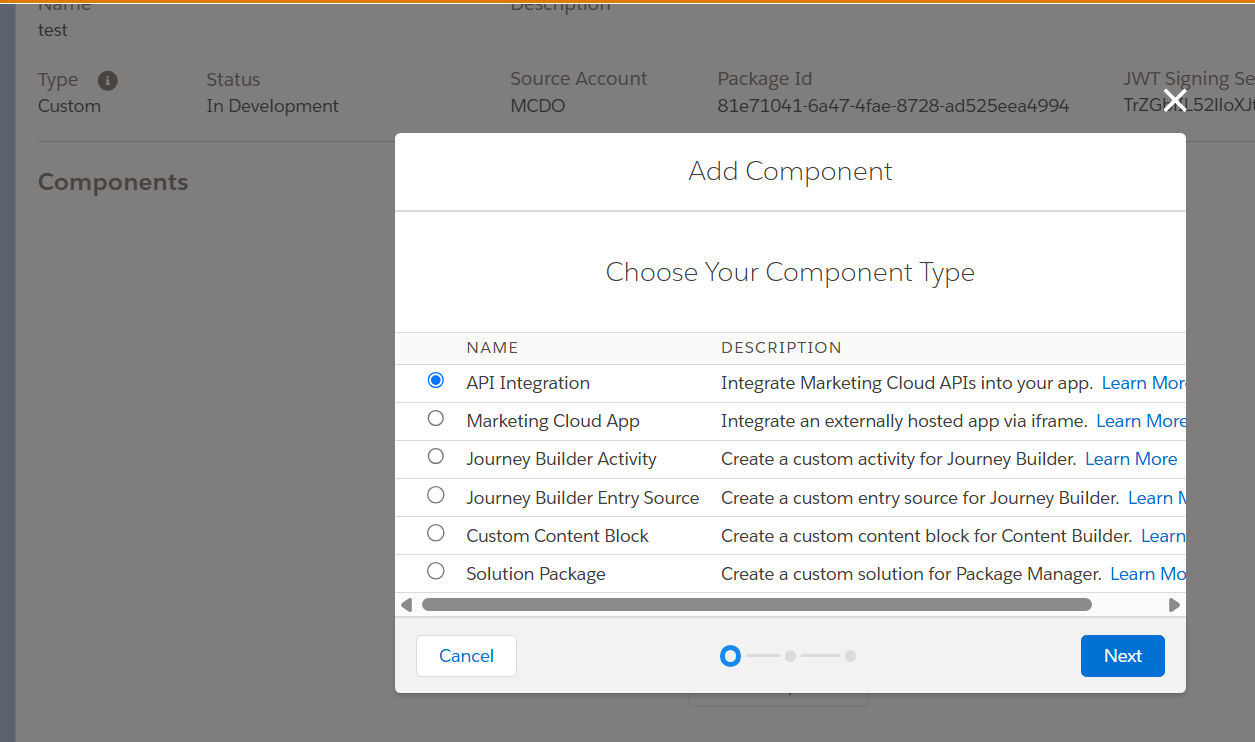 Name Description
test
Type Status Source Account Package Id JWT Signing Se
Custom In Development MCDO 81e71041-6a47-4fae-8728-ad525eea4994
Components
Add Component
Choose Your Component Type
NAME DESCRIPTION
API Integration Integrate Marketing Cloud APIs into your app. Learn More
Marketing Cloud App Integrate an externally hosted app via iframe. Learn More
Journey Builder Activity Create a custom activity for Journey Builder. Learn More
Journey Builder Entry Source Create a custom entry source for Journey Builder. Learn M
Custom Content Block Create a custom content block for Content Builder. Learn
Solution Package Create a custom solution for Package Manager. Learn Mo
Cancel Next